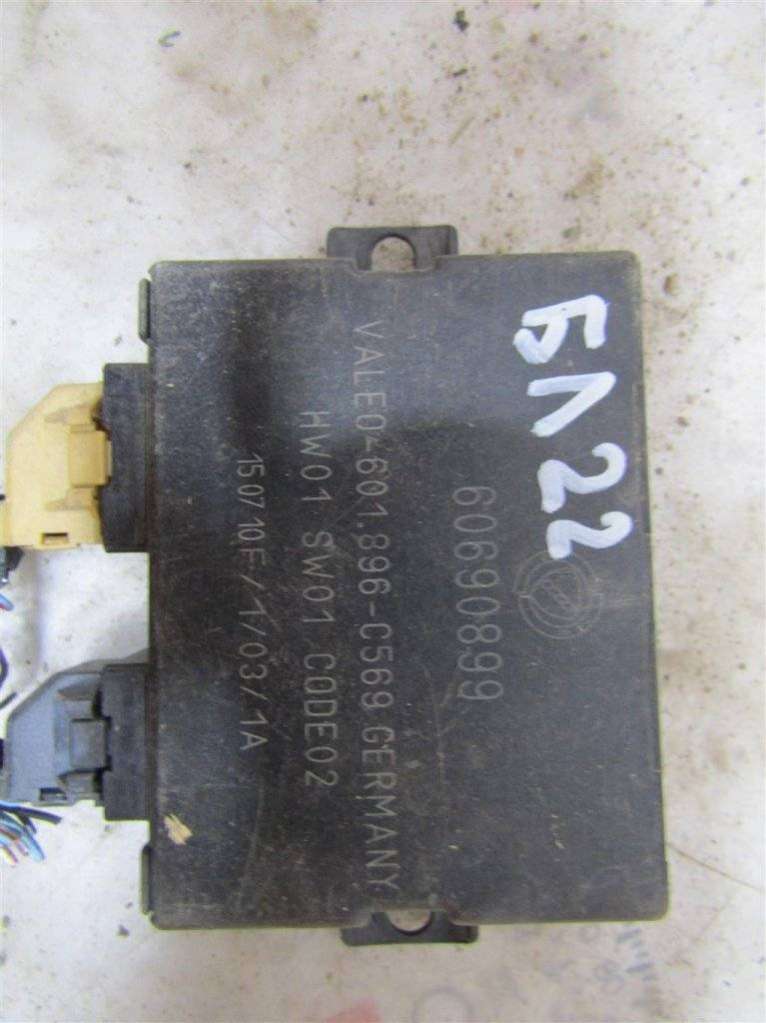 БЛ22
60690899
VALEO-601.896-C569 GERMANY
HW01 SW01 CODE02
150710F/1/03/1A